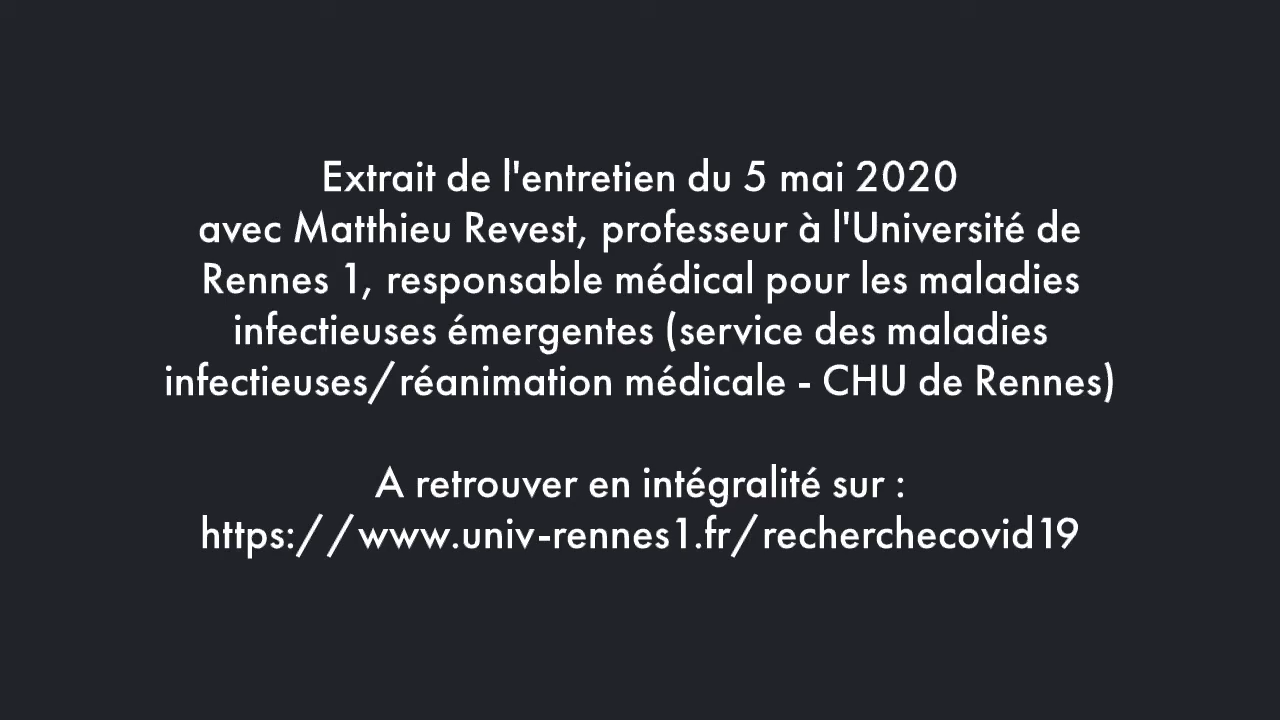 Extrait de l'entretien du 5 mai 2020
avec Matthieu Revest, professeur à l'Université de
Rennes 1, responsable médical pour les maladies
infectieuses émergentes (service des maladies
infectieuses/réanimation médicale - CHU de Rennes)
A retrouver en intégralité sur :
https://www.univ-rennes1.fr/recherchecovid19